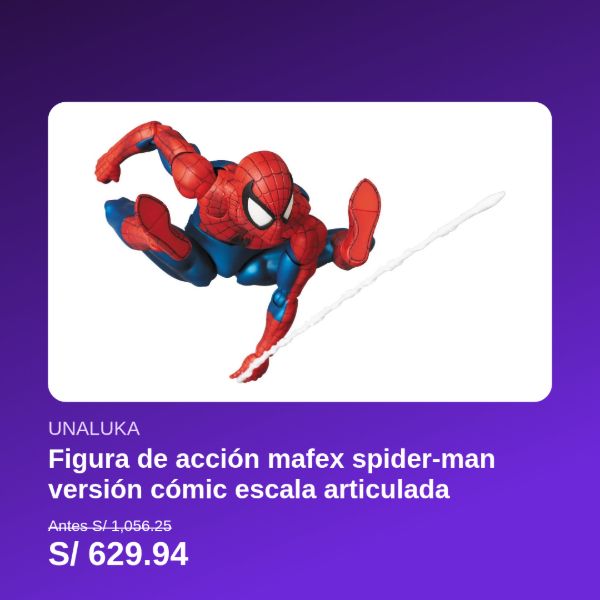 UNALUKA
Figura de acción mafex spider-man
versión cómic escala articulada
Antes S/ 1,056.25
S/ 629.94